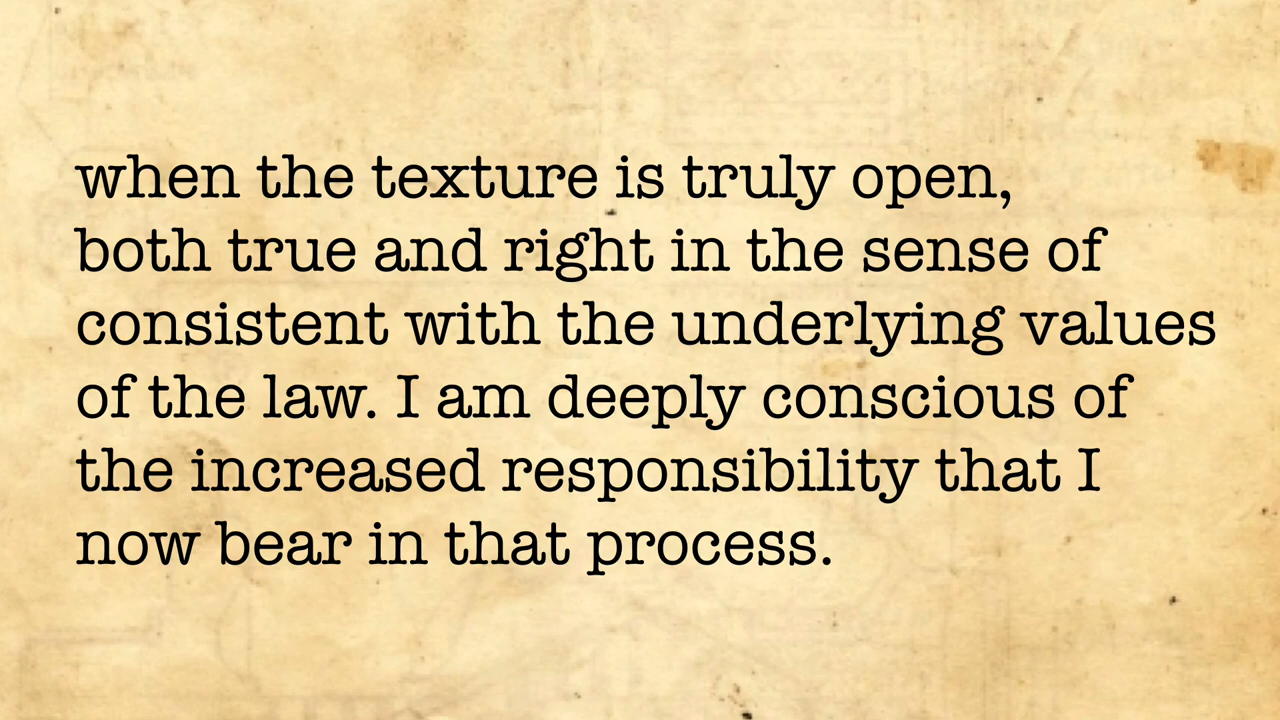 when the texture is truly open,
both true and right in the sense of
consistent with the underlying values
of the law. I am deeply conscious of
the increased responsibility that I
now bear in that process.